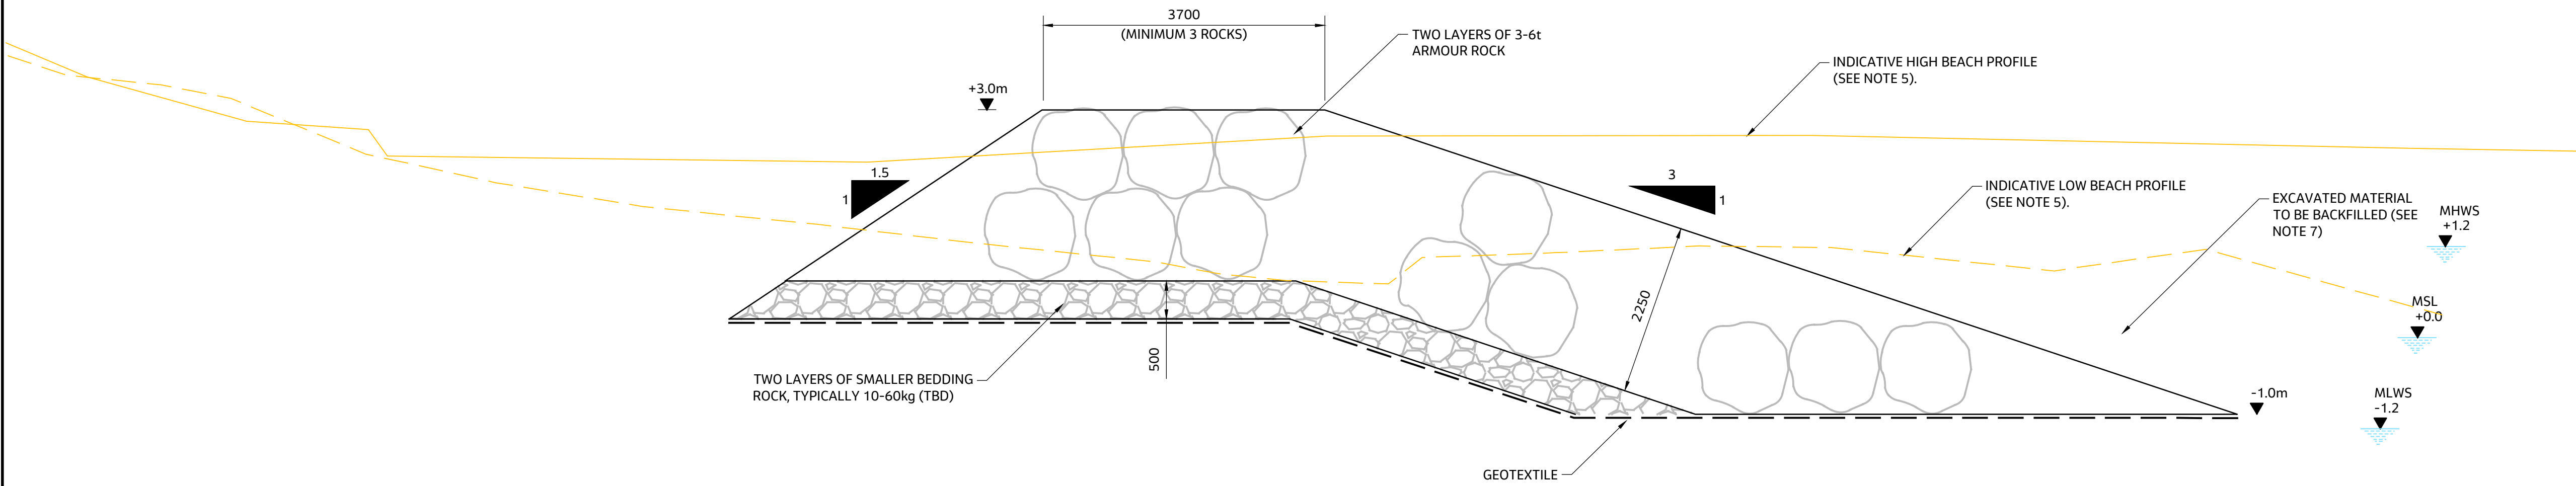 3700
(MINIMUM 3 ROCKS)
TWO LAYERS OF 3-6t
ARMOUR ROCK
INDICATIVE HIGH BEACH PROFILE
(SEE NOTE 5).
+3.0m
1.5
1
3
1
INDICATIVE LOW BEACH PROFILE
(SEE NOTE 5).
EXCAVATED MATERIAL
TO BE BACKFILLED (SEE
NOTE 7)
MHWS
+1.2
2250
MSL
+0.0
500
TWO LAYERS OF SMALLER BEDDING
ROCK, TYPICALLY 10-60kg (TBD)
-1.0m
MLWS
-1.2
GEOTEXTILE